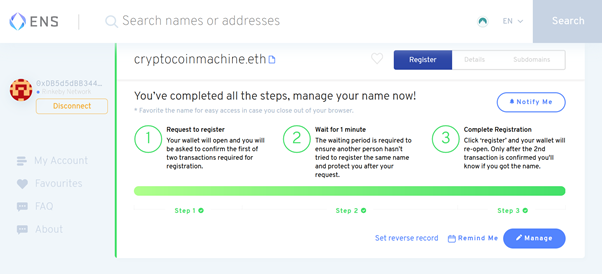 ENS
Search names or addresses
EN
Search
cryptocoinmachine.eth
Register
Details
Subdomains
0xD85d5dBB344...
Disconnect
You've completed all the steps, manage your name now!
* Favorite the name for easy access in case you close out of your browser.
Notify Me
1
Request to register
Your wallet will open and you will
be asked to confirm the first of
two transactions required for
registration.
2
Wait for 1 minute
The waiting period is required to
ensure another person hasn't
tried to register the same name
and protect you after your
request.
3
Complete Registration
Click 'register' and your wallet will
re-open. Only after the 2nd
transaction is confirmed you'll
know if you got the name.
My Account
Favourites
FAQ
About
Step 1
Step 2
Step 3
Set reverse record
Remind Me
Manage